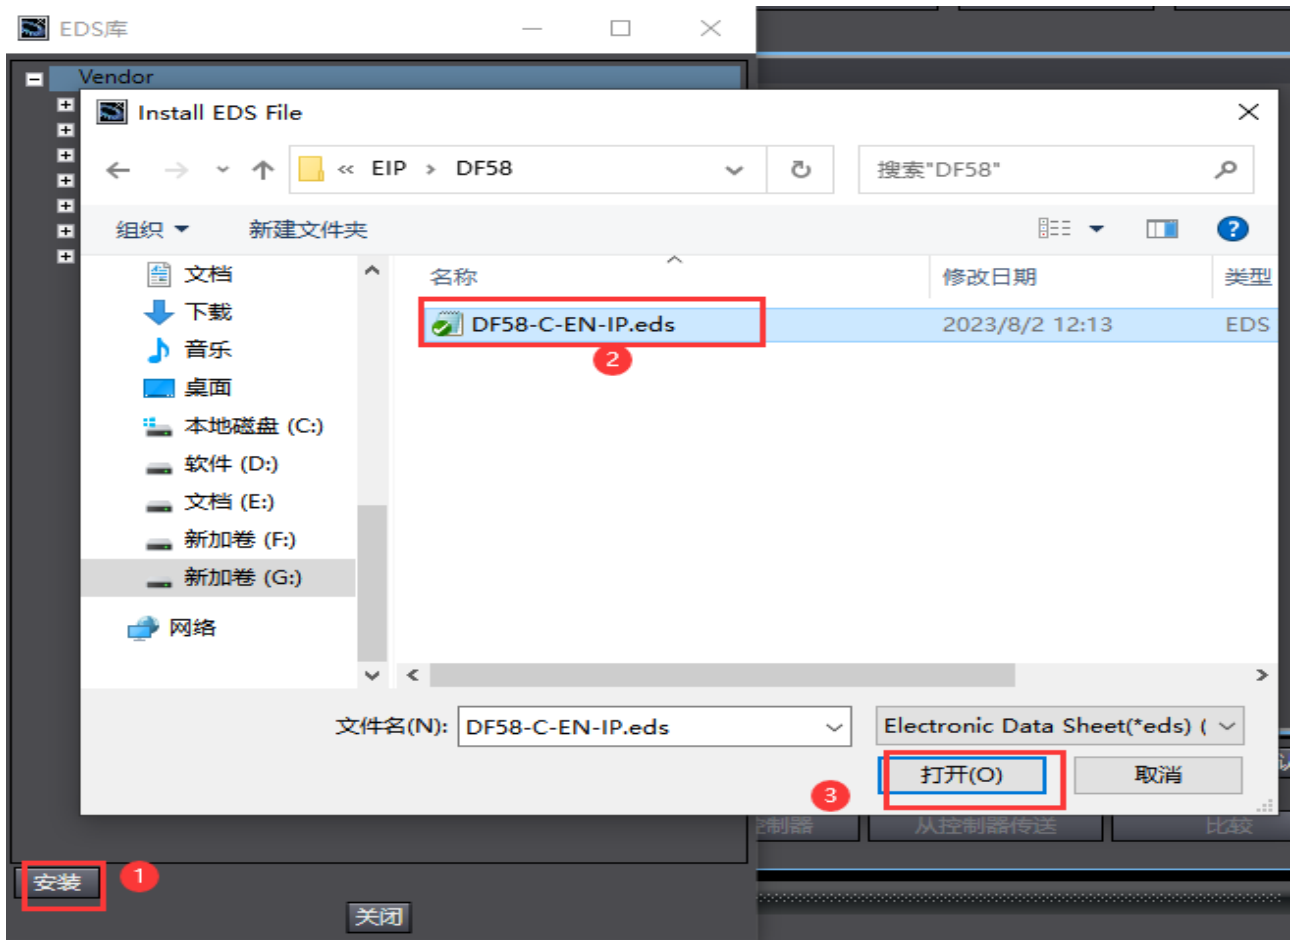 EDS库
Vendor
Install EDS File
« EIP > DF58
搜索"DF58"
组织
新建文件夹
?
名称
修改日期
类型
文档
下载
音乐
桌面
本地磁盘 (C:)
软件 (D:)
文档 (E:)
新加卷 (F:)
新加卷 (G:)
网络
DF58-C-EN-IP.eds
2023/8/2 12:13
EDS
2
文件名(N):
DF58-C-EN-IP.eds
Electronic Data Sheet(*eds) (
打开(O)
取消
3
控制器
从控制器传送
比较
安装
1
关闭